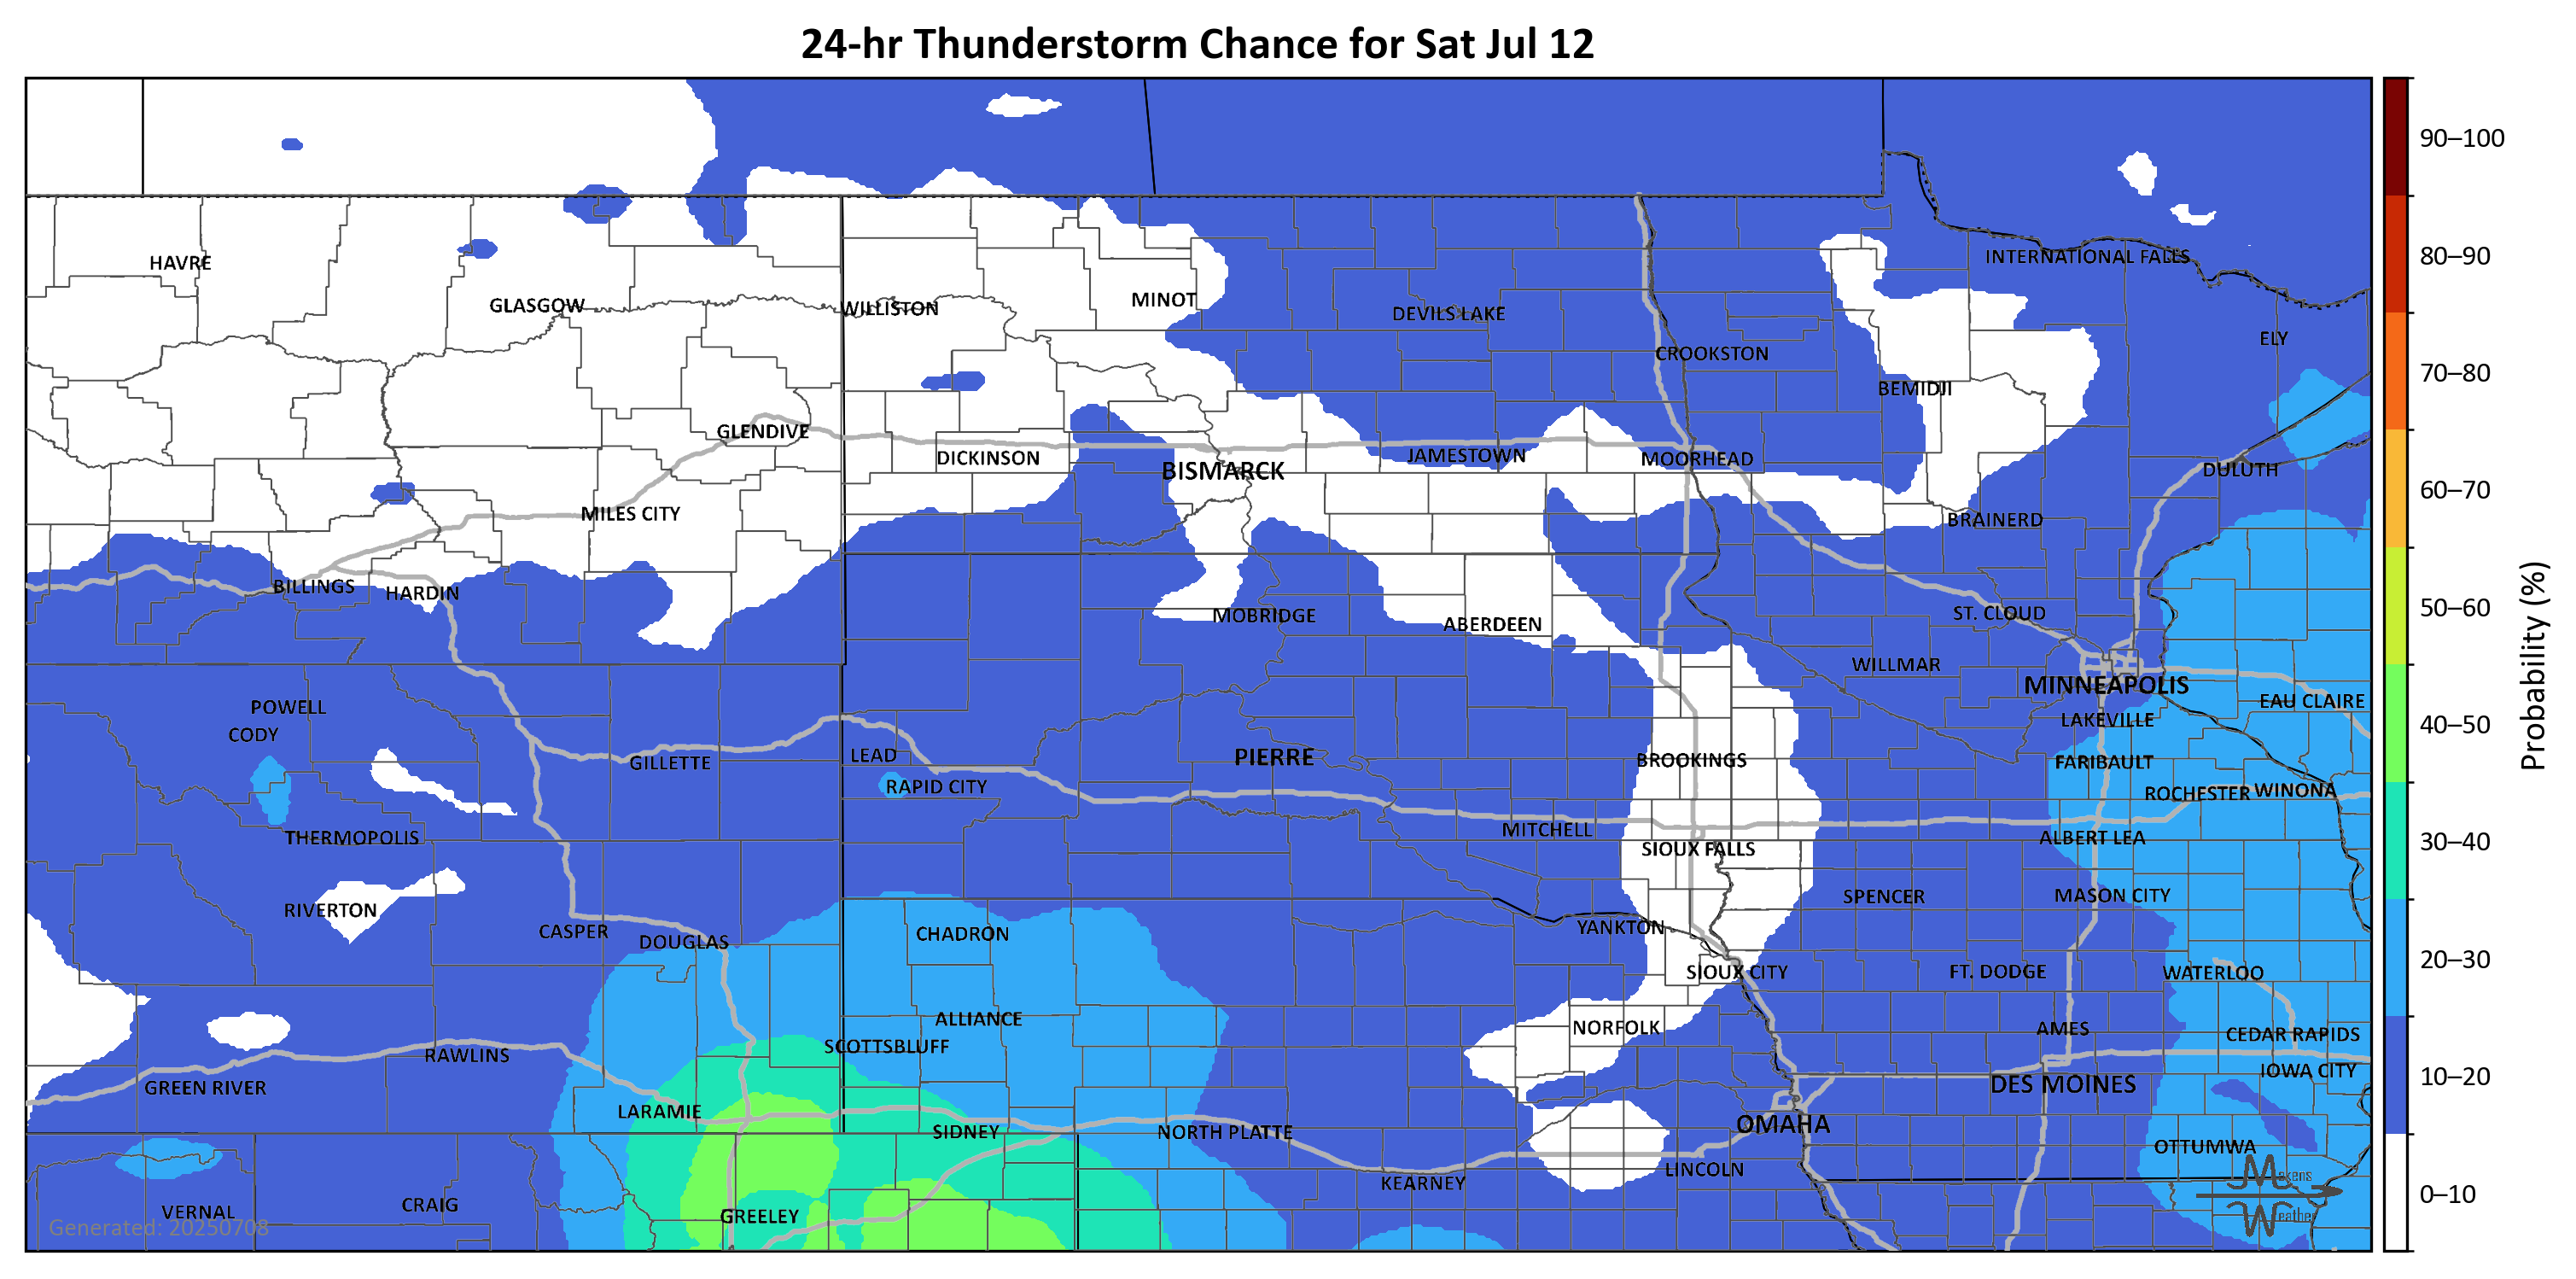 24-hr Thunderstorm Chance for Sat Jul 12
90–100
80–90
70–80
60–70
50–60
40–50
30–40
20–30
10–20
0–10
Probability (%)
HAVRE
INTERNATIONAL FALLS
GLASGOW
WILLISTON
MINOT
DEVILS LAKE
ELY
CROOKSTON
BEMIDJI
GLENDIVE
DICKINSON
BISMARCK
JAMESTOWN
MOORHEAD
DULUTH
MILES CITY
BRAINERD
BILLINGS
HARDIN
MOBRIDGE
ABERDEEN
ST. CLOUD
WILLMAR
MINNEAPOLIS
POWELL
EAU CLAIRE
CODY
LAKEVILLE
GILLETTE
LEAD
PIERRE
BROOKINGS
FARIBAULT
RAPID CITY
ROCHESTER
WINONA
THERMOPOLIS
MITCHELL
ALBERT LEA
SIOUX FALLS
RIVERTON
SPENCER
MASON CITY
CASPER
DOUGLAS
CHADRON
YANKTON
SIOUX CITY
FT. DODGE
WATERLOO
ALLIANCE
NORFOLK
AMES
CEDAR RAPIDS
RAWLINS
SCOTTSBLUFF
GREEN RIVER
DES MOINES
IOWA CITY
LARAMIE
SIDNEY
NORTH PLATTE
OMAHA
OTTUMWA
LINCOLN
KEARNEY
VERNAL
CRAIG
GREELEY
Generated: 20250708
Makens
Weather